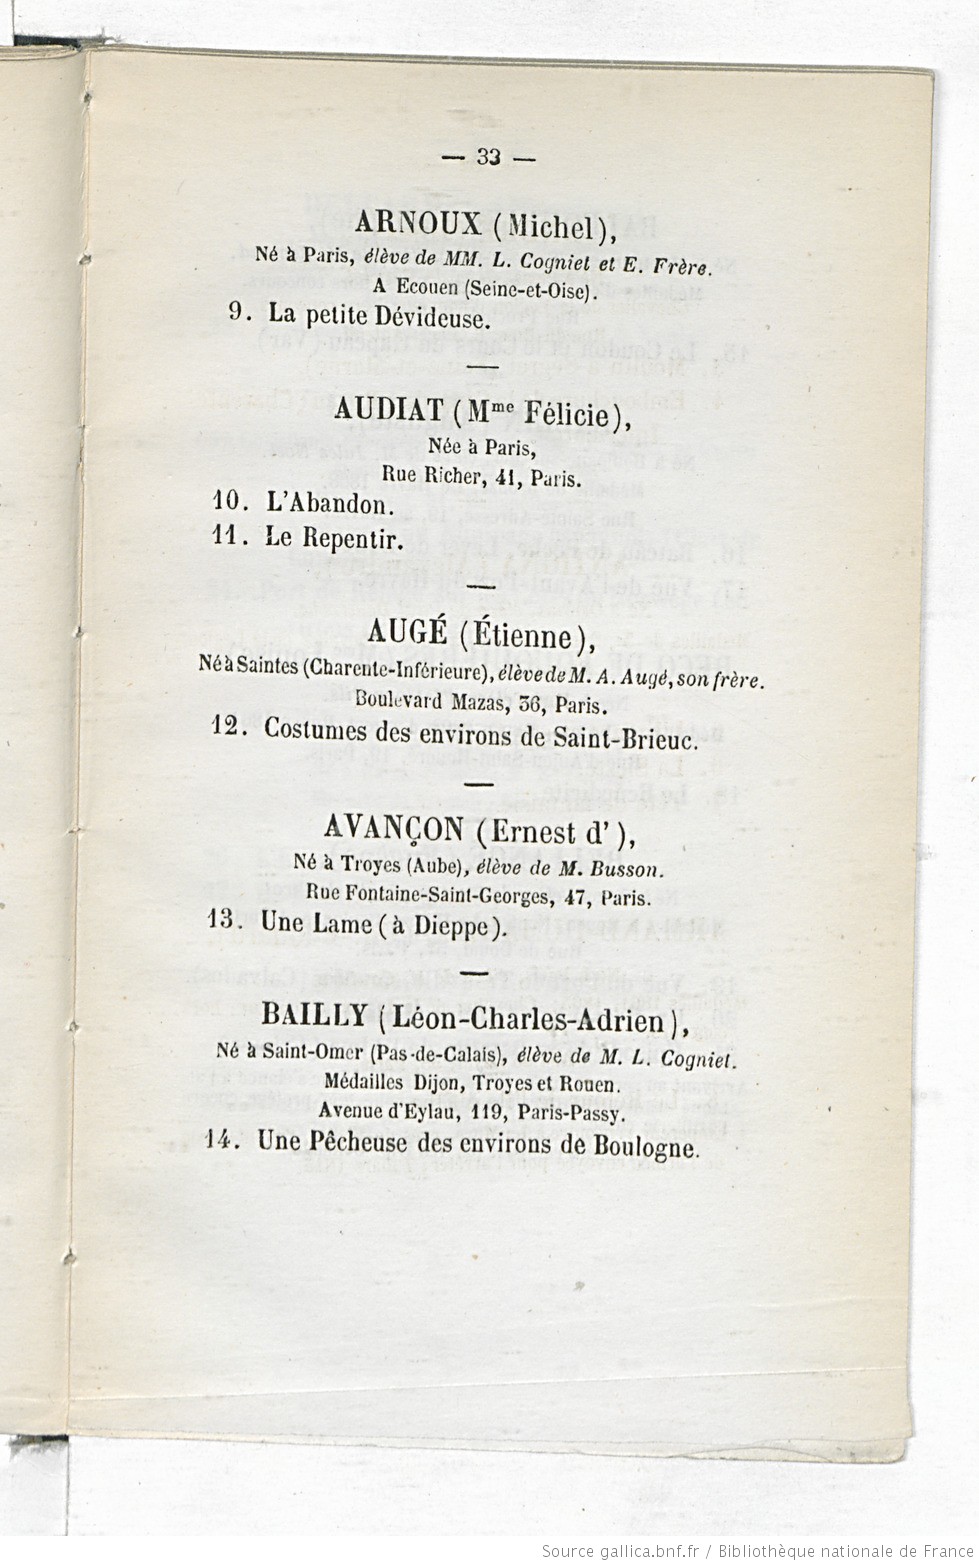 — 33 —
ARNOUX (Michel),
Né à Paris, élève de MM. L. Cogniet et E. Frère.
A Ecouen (Seine-et-Oise).
9. La petite Dévideuse.
AUDIAT (Mme Félicie),
Née à Paris,
Rue Richer, 41, Paris.
10. L'Abandon.
11. Le Repentir.
AUGÉ (Étienne),
Né à Saintes (Charente-Inférieure), élève de M. A. Augé, son frère.
Boulevard Mazas, 36, Paris.
12. Costumes des environs de Saint-Brieuc.
AVANÇON (Ernest d'),
Né à Troyes (Aube), élève de M. Busson.
Rue Fontaine-Saint-Georges, 47, Paris.
13. Une Lame (à Dieppe).
BAILLY (Léon-Charles-Adrien),
Né à Saint-Omer (Pas-de-Calais), élève de M. L. Cogniet.
Médailles Dijon, Troyes et Rouen.
Avenue d'Eylau, 119, Paris-Passy.
14. Une Pêcheuse des environs de Boulogne.
Source gallica.bnf.fr / Bibliothèque nationale de France